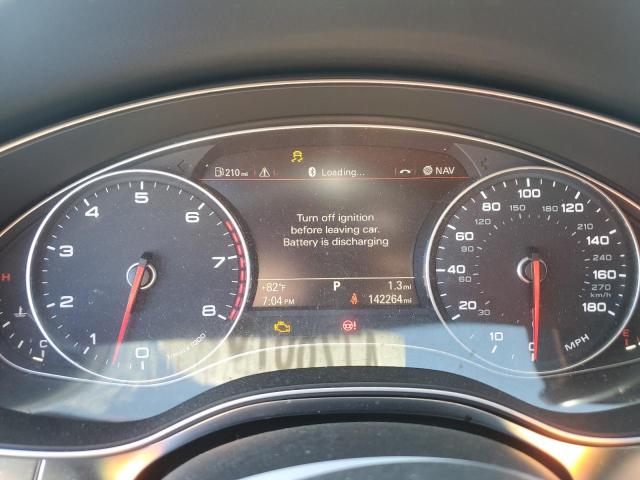 210 mi
Loading...
NAV
Turn off ignition
before leaving car.
Battery is discharging
+82°F P 1.3 mi
7:04 PM 142264 mi
0 1 2 3 4 5 6 7 8
H
C
0 10 20 40 60 80 100 120 140 160 180
30 60 90 120 150 180 210 240 270
km/h
MPH
E